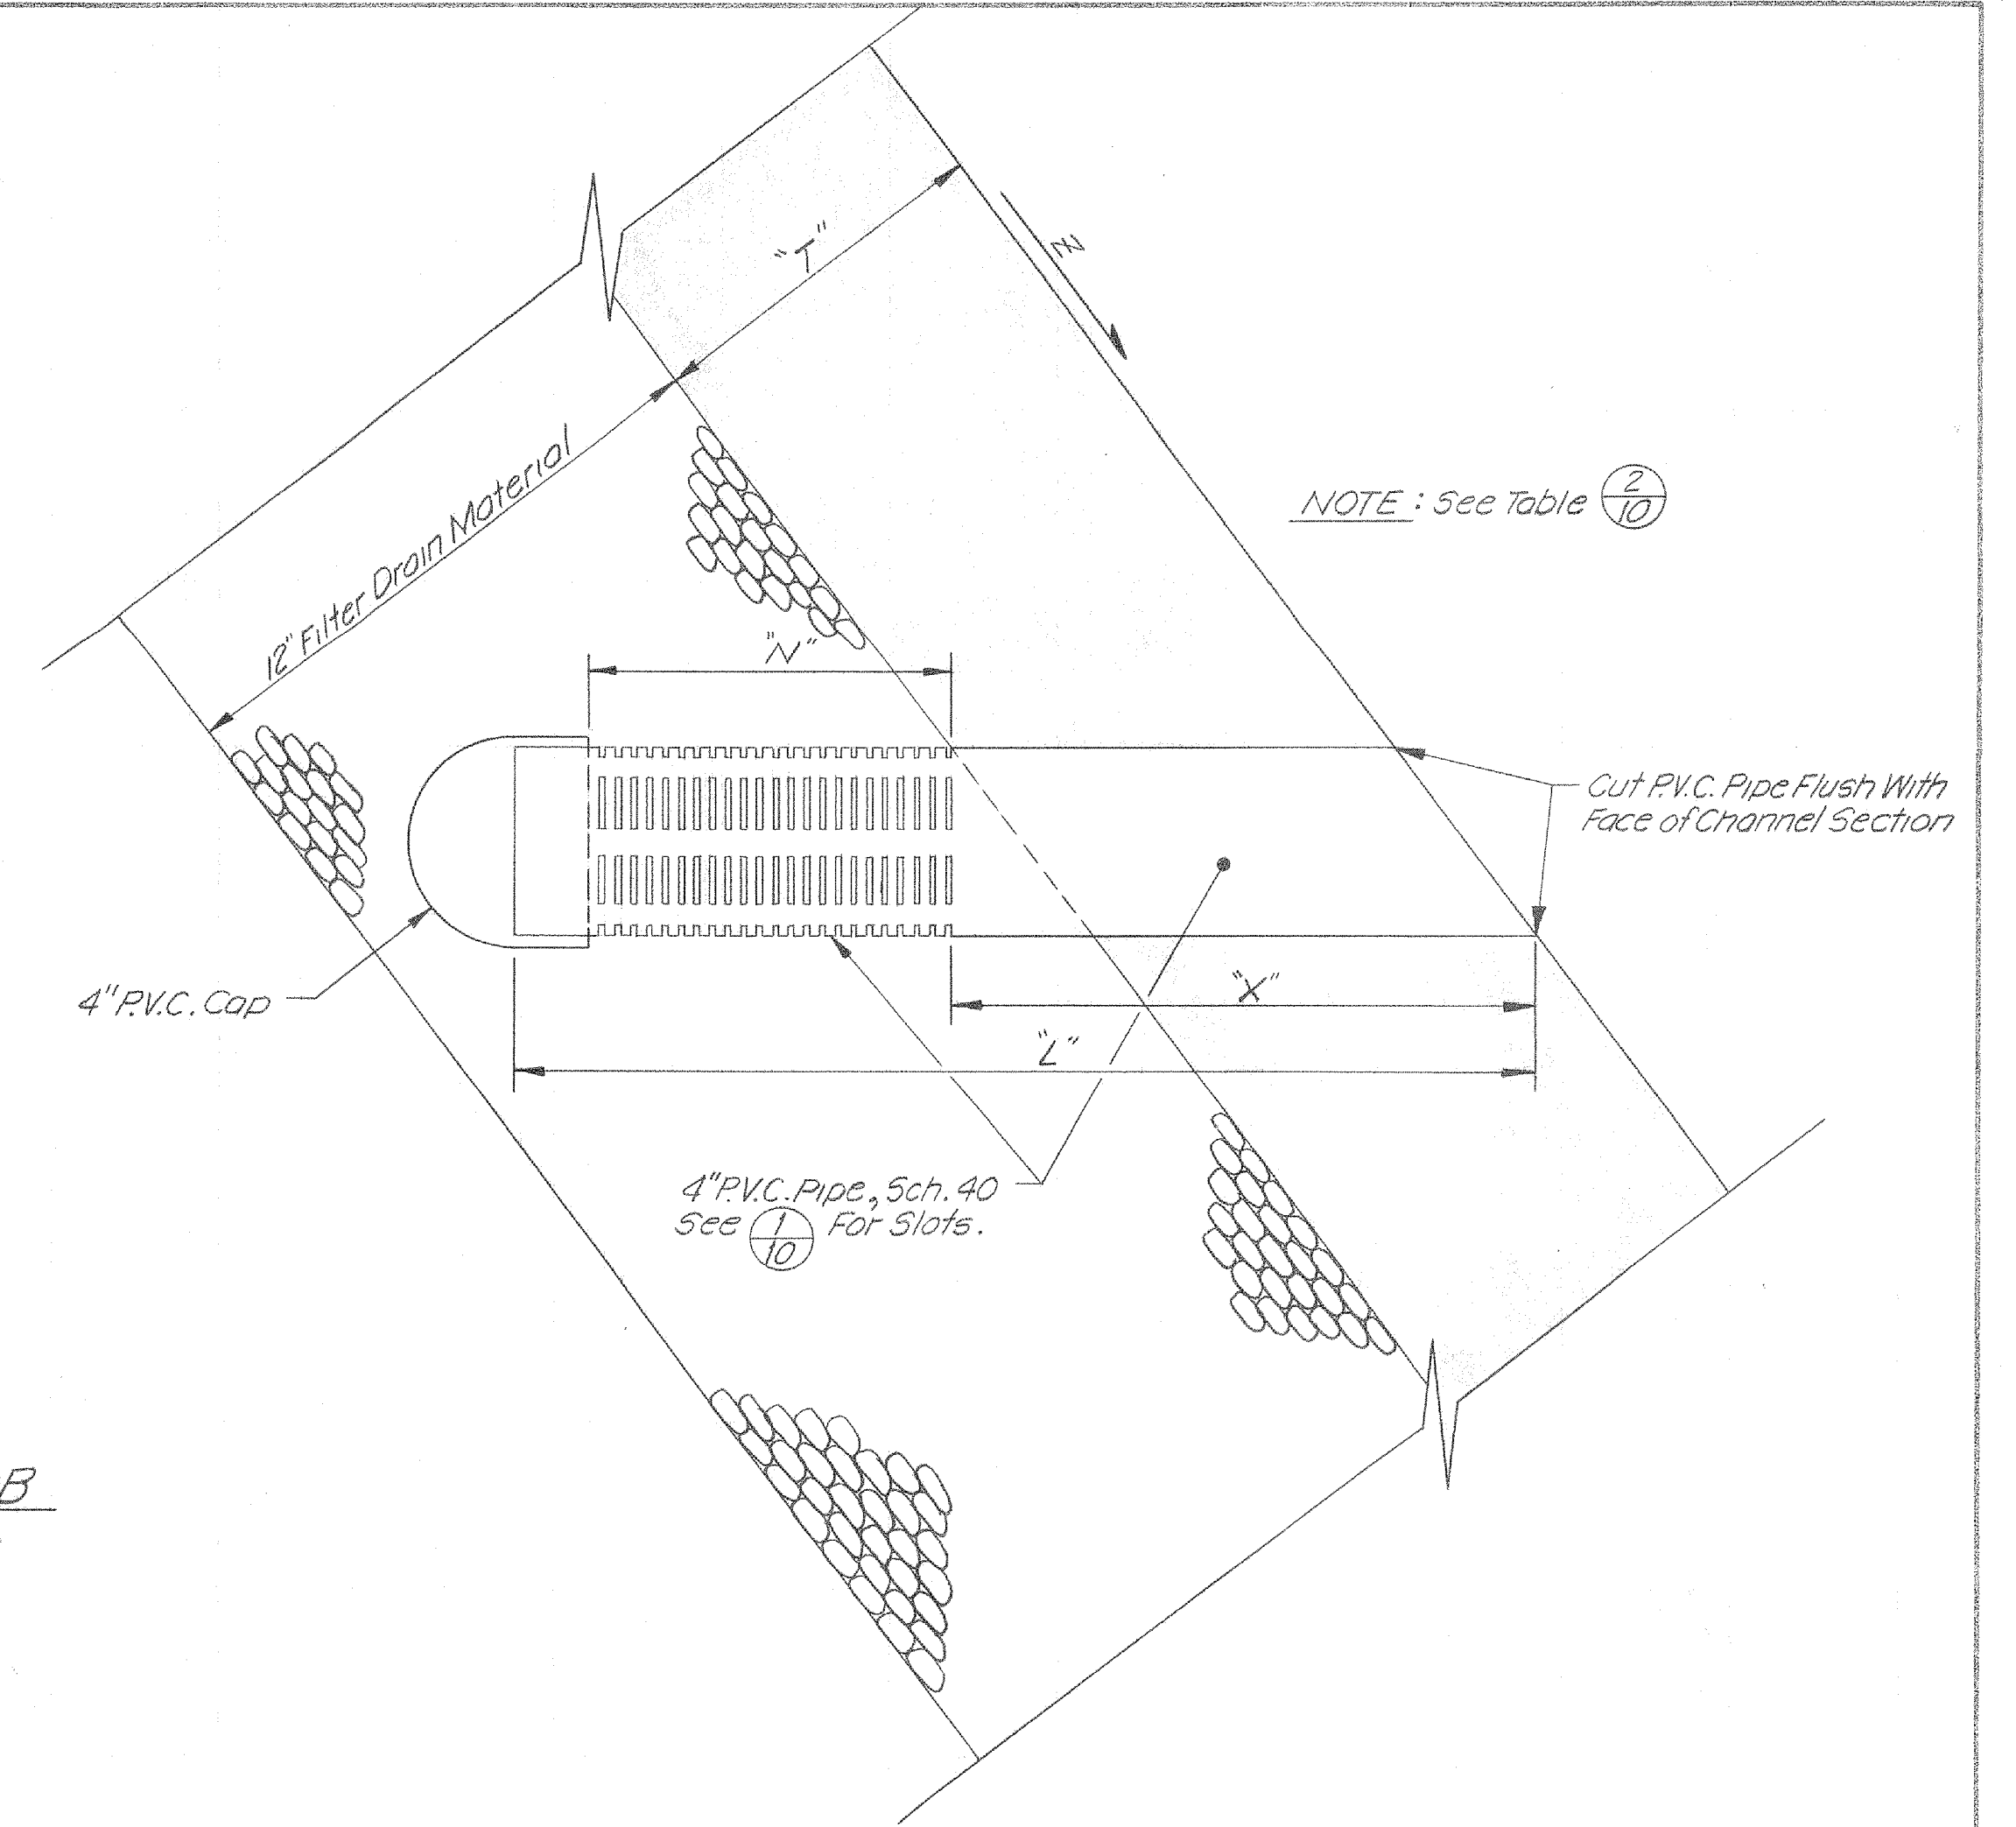 "T"
Z
12" Filter Drain Material
NOTE: See Table 2/10
"N"
Cut P.V.C. Pipe Flush With
Face of Channel Section
4" P.V.C. Cap
"X"
"L"
4" P.V.C. Pipe, Sch. 40
See 1/10 For Slots.
B